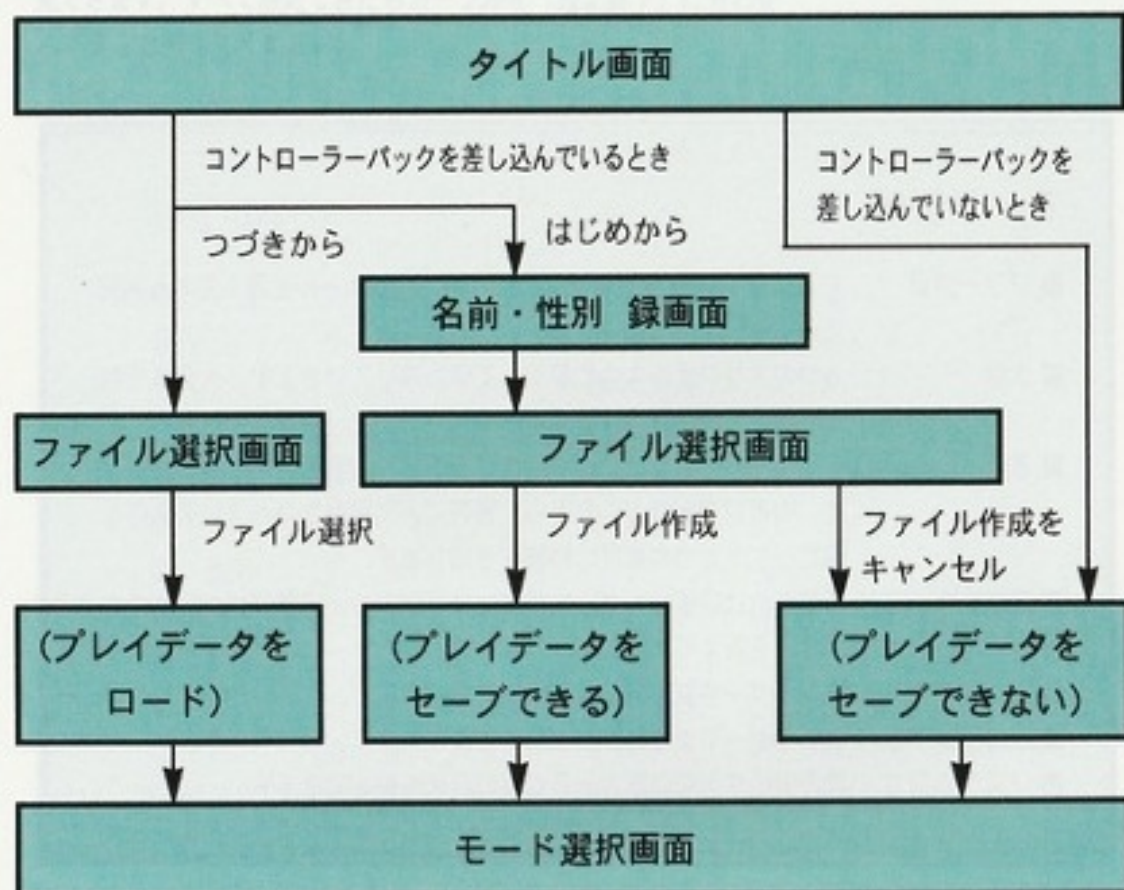 タイトル画面
コントローラーパックを差し込んでいるとき
コントローラーパックを
差し込んでいないとき
つづきから
はじめから
名前・性別 録画面
ファイル選択画面
ファイル選択画面
ファイル選択
ファイル作成
ファイル作成を
キャンセル
(プレイデータを
ロード)
(プレイデータを
セーブできる)
(プレイデータを
セーブできない)
モード選択画面